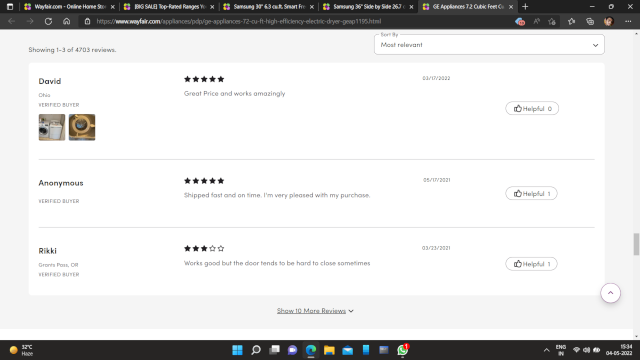 Wayfair.com - Online Home Stor
[BIG SALE] Top-Rated Ranges Yo
Samsung 30" 6.3 cu.ft. Smart Fre
Samsung 36" Side by Side 26.7 c
GE Appliances 7.2 Cubic Feet Cu
https://www.wayfair.com/appliances/pdp/ge-appliances-72-cu-ft-high-efficiency-electric-dryer-geap1195.html
Sort By
Showing 1-3 of 4703 reviews.
Most relevant
David
03/17/2022
Ohio
Great Price and works amazingly
VERIFIED BUYER
Helpful 0
Anonymous
05/17/2021
Shipped fast and on time. I'm very pleased with my purchase.
VERIFIED BUYER
Helpful 1
Rikki
03/23/2021
Grants Pass, OR
Works good but the door tends to be hard to close sometimes
VERIFIED BUYER
Helpful 1
Show 10 More Reviews
32°C
Haze
ENG
IN
15:34
04-05-2022
1